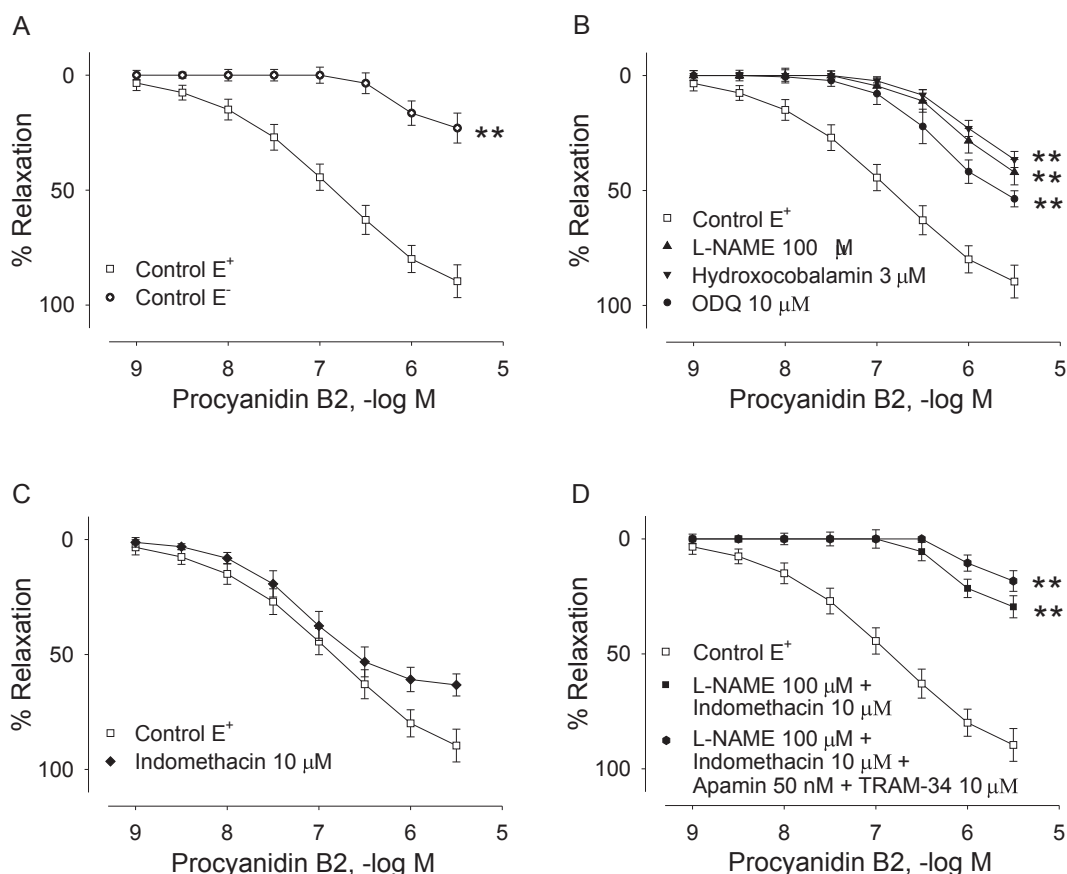 A
0
50
100
% Relaxation
Control E+
Control E-
**
9 8 7 6 5
Procyanidin B2, -log M
B
0
50
100
% Relaxation
**
**
**
Control E+
L-NAME 100 μM
Hydroxocobalamin 3 μM
ODQ 10 μM
9 8 7 6 5
Procyanidin B2, -log M
C
0
50
100
% Relaxation
Control E+
Indomethacin 10 μM
9 8 7 6 5
Procyanidin B2, -log M
D
0
50
100
% Relaxation
**
**
Control E+
L-NAME 100 μM +
Indomethacin 10 μM
L-NAME 100 μM +
Indomethacin 10 μM +
Apamin 50 nM + TRAM-34 10 μM
9 8 7 6 5
Procyanidin B2, -log M